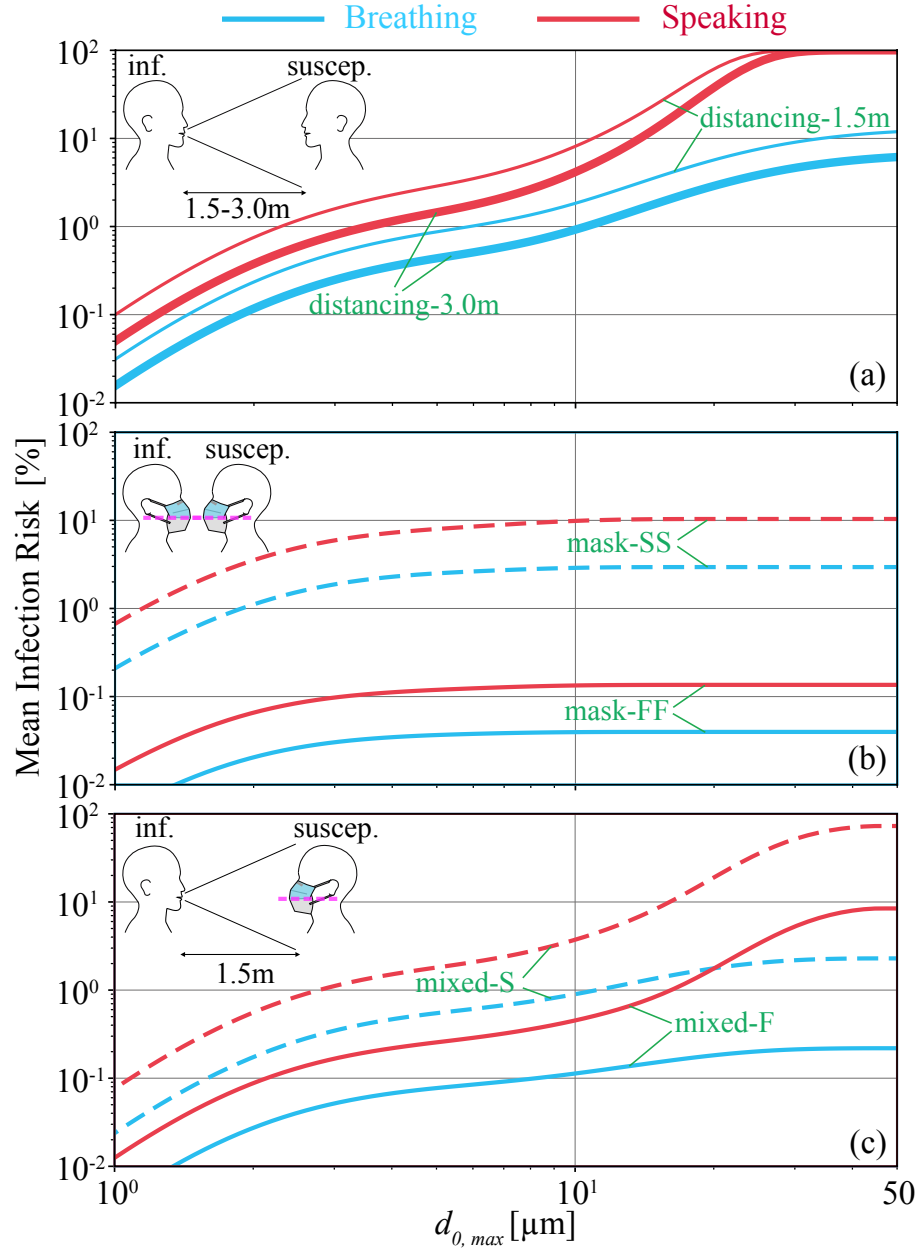 Breathing Speaking
10² 10¹ 10⁰ 10⁻¹ 10⁻²
inf. suscep.
1.5-3.0m
distancing-1.5m
distancing-3.0m
(a)
Mean Infection Risk [%]
10² 10¹ 10⁰ 10⁻¹ 10⁻²
inf. suscep.
mask-SS
mask-FF
(b)
10² 10¹ 10⁰ 10⁻¹ 10⁻²
inf. suscep.
1.5m
mixed-S
mixed-F
(c)
10⁰ 10¹ 50
d0, max [μm]